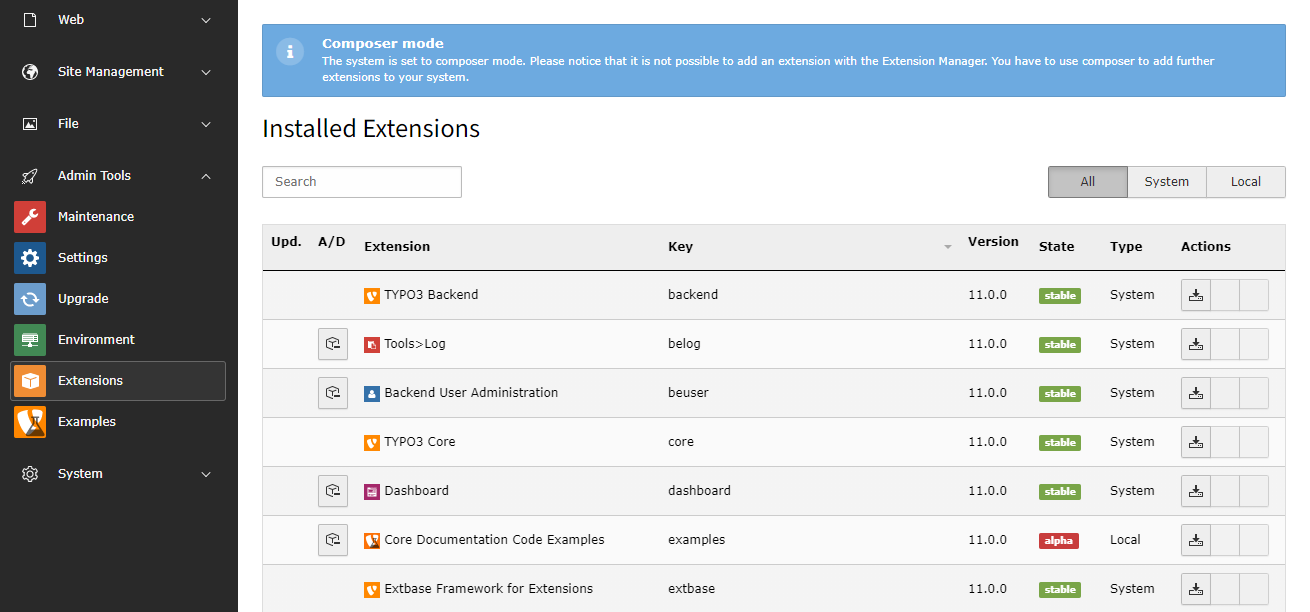 Web
Site Management
File
Admin Tools
Maintenance
Settings
Upgrade
Environment
Extensions
Examples
System
Composer mode
The system is set to composer mode. Please notice that it is not possible to add an extension with the Extension Manager. You have to use composer to add further
extensions to your system.
Installed Extensions
Search
All System Local
Upd. A/D Extension Key Version State Type Actions
TYPO3 Backend backend 11.0.0 stable System
Tools>Log belog 11.0.0 stable System
Backend User Administration beuser 11.0.0 stable System
TYPO3 Core core 11.0.0 stable System
Dashboard dashboard 11.0.0 stable System
Core Documentation Code Examples examples 11.0.0 alpha Local
Extbase Framework for Extensions extbase 11.0.0 stable System